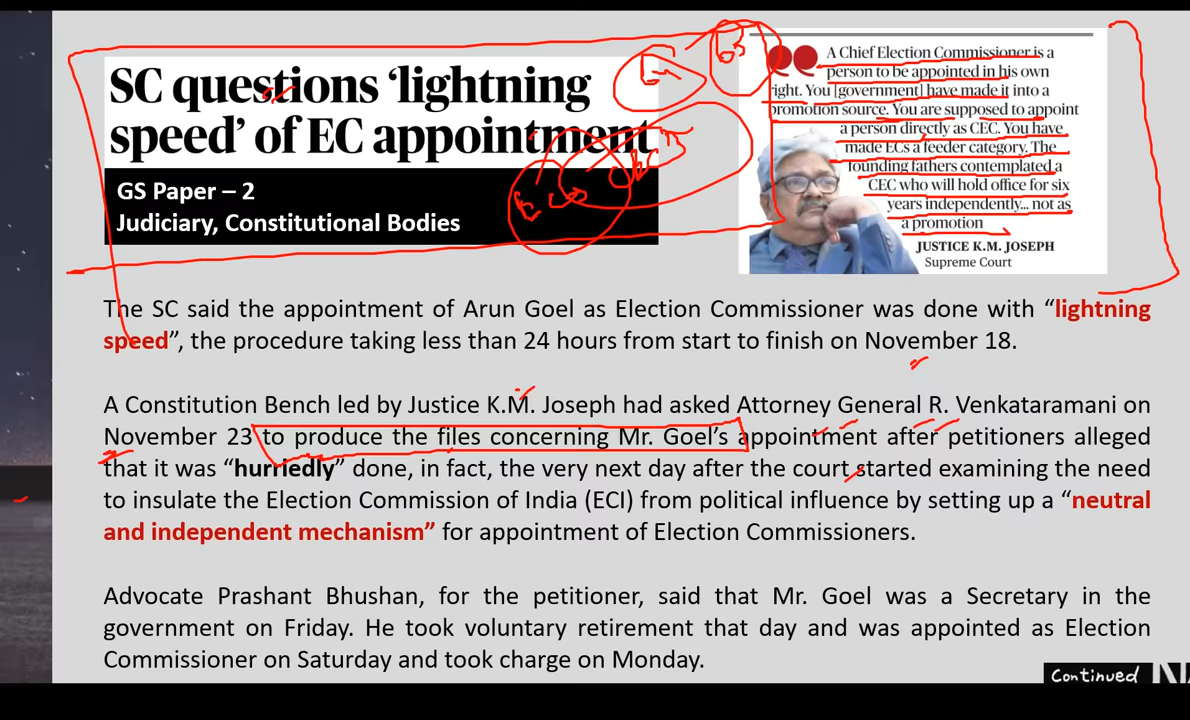 SC questions ‘lightning
speed’ of EC appointment
GS Paper – 2
Judiciary, Constitutional Bodies
A Chief Election Commissioner is a
person to be appointed in his own
right. You [government] have made it into a
promotion source. You are supposed to appoint
a person directly as CEC. You have
made ECs a feeder category. The
founding fathers contemplated a
CEC who will hold office for six
years independently... not as
a promotion
JUSTICE K.M. JOSEPH
Supreme Court
The SC said the appointment of Arun Goel as Election Commissioner was done with “lightning
speed”, the procedure taking less than 24 hours from start to finish on November 18.
A Constitution Bench led by Justice K.M. Joseph had asked Attorney General R. Venkataramani on
November 23 to produce the files concerning Mr. Goel’s appointment after petitioners alleged
that it was “hurriedly” done, in fact, the very next day after the court started examining the need
to insulate the Election Commission of India (ECI) from political influence by setting up a “neutral
and independent mechanism” for appointment of Election Commissioners.
Advocate Prashant Bhushan, for the petitioner, said that Mr. Goel was a Secretary in the
government on Friday. He took voluntary retirement that day and was appointed as Election
Commissioner on Saturday and took charge on Monday.
Continued